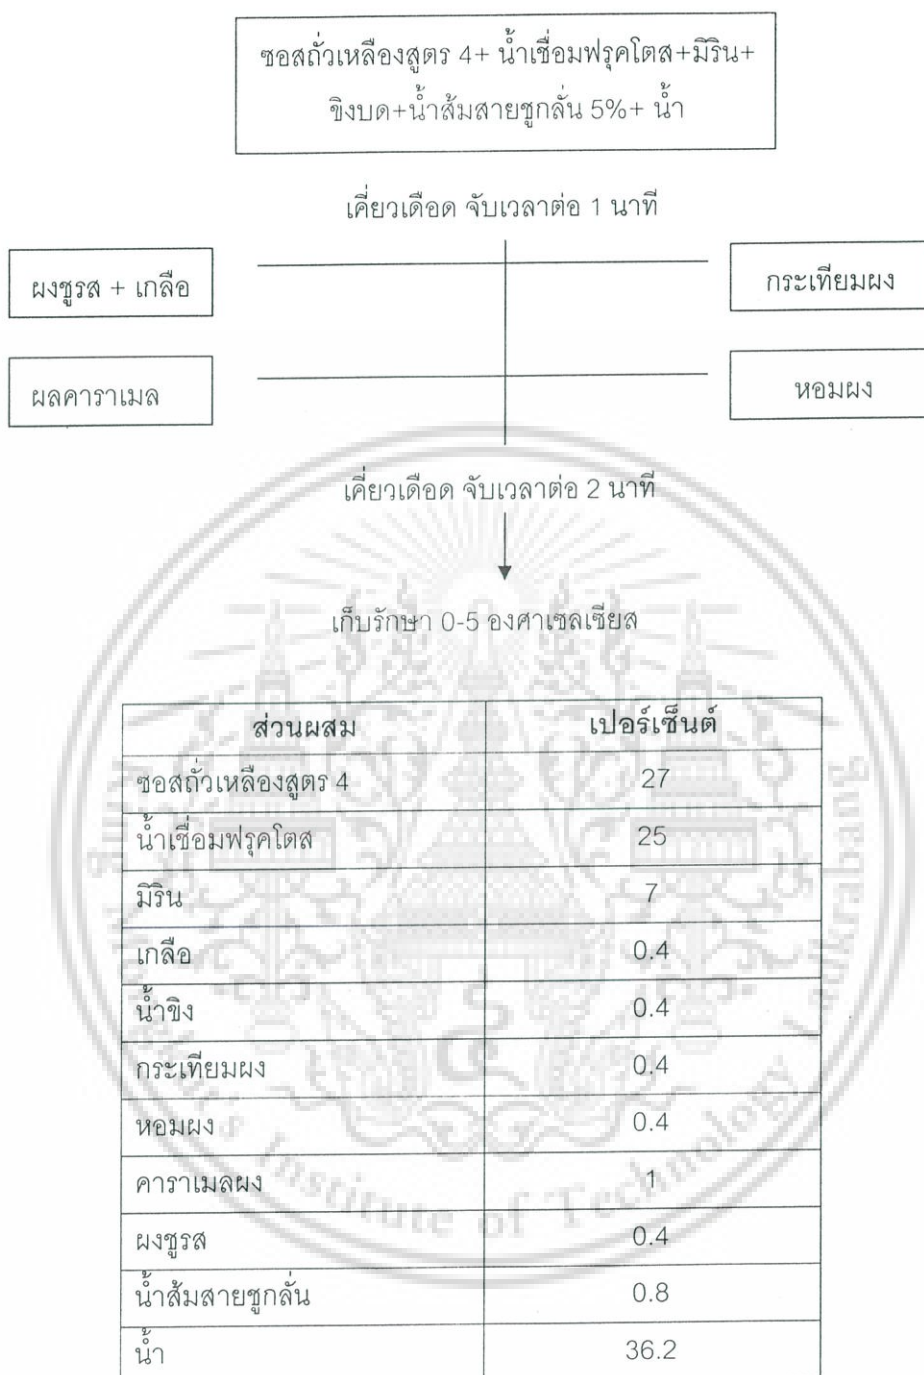 ซอสถั่วเหลืองสูตร 4+ น้ำเชื่อมฟรุคโตส+มิริน+
ขิงบด+น้ำส้มสายชูกลั่น 5%+ น้ำ
เคี่ยวเดือด จับเวลาต่อ 1 นาที
ผงชูรส + เกลือ
กระเทียมผง
ผลคาราเมล
หอมผง
เคี่ยวเดือด จับเวลาต่อ 2 นาที
เก็บรักษา 0-5 องศาเซลเซียส
ส่วนผสม เปอร์เซ็นต์
ซอสถั่วเหลืองสูตร 4 27
น้ำเชื่อมฟรุคโตส 25
มิริน 7
เกลือ 0.4
น้ำขิง 0.4
กระเทียมผง 0.4
หอมผง 0.4
คาราเมลผง 1
ผงชูรส 0.4
น้ำส้มสายชูกลั่น 0.8
น้ำ 36.2
Institute of Technology Ladkrabang